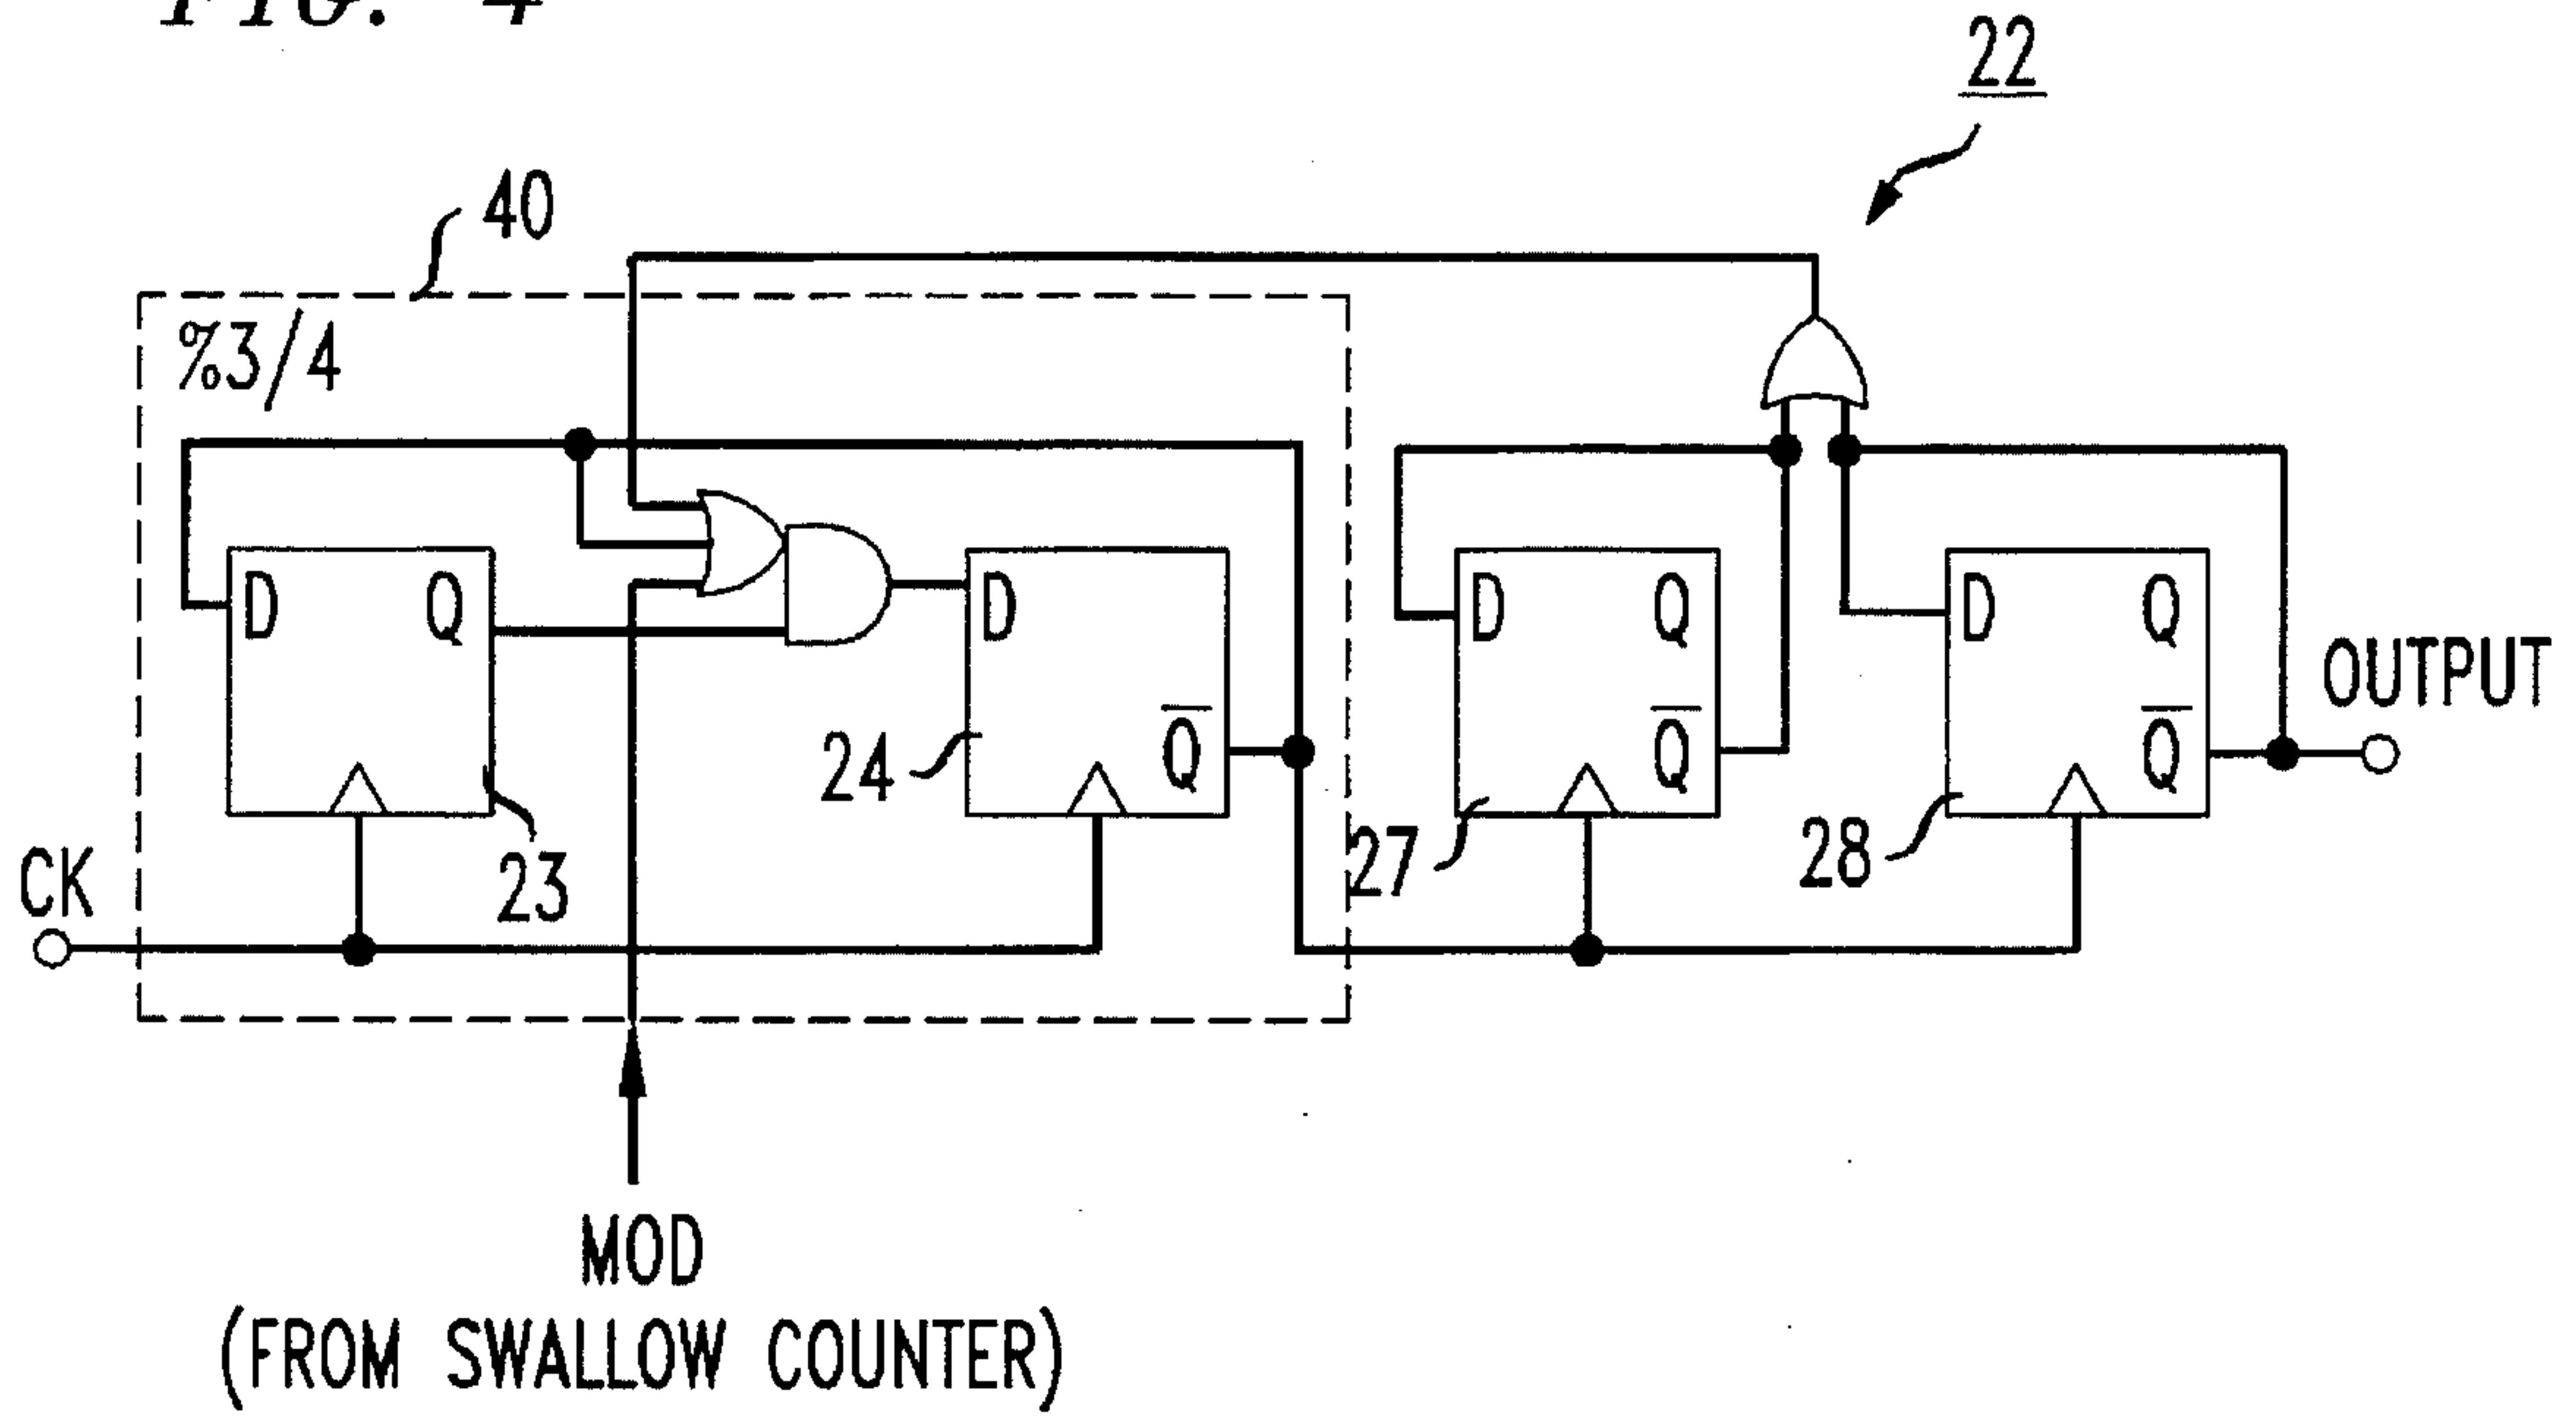 FIG. 4
22
40
%3/4
D Q
D
Q̅
D Q
Q̅
D Q
Q̅
OUTPUT
24
23
27
28
CK
MOD
(FROM SWALLOW COUNTER)